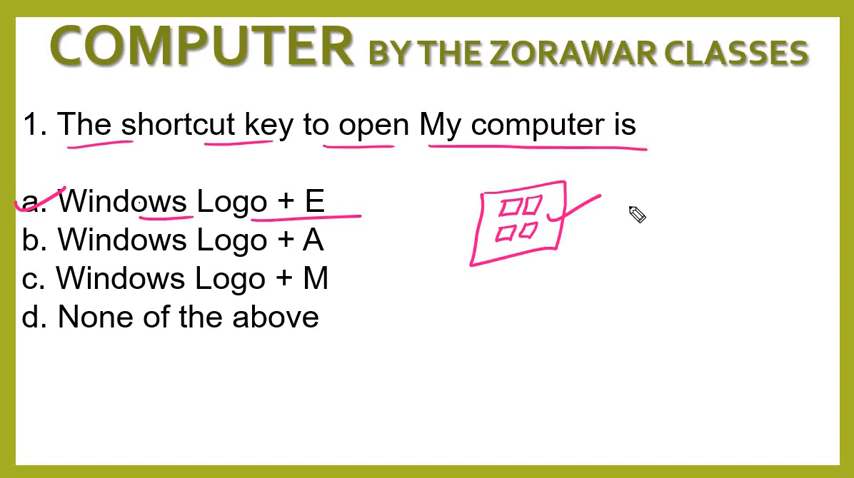 COMPUTER BY THE ZORAWAR CLASSES
1. The shortcut key to open My computer is
a. Windows Logo + E
b. Windows Logo + A
c. Windows Logo + M
d. None of the above